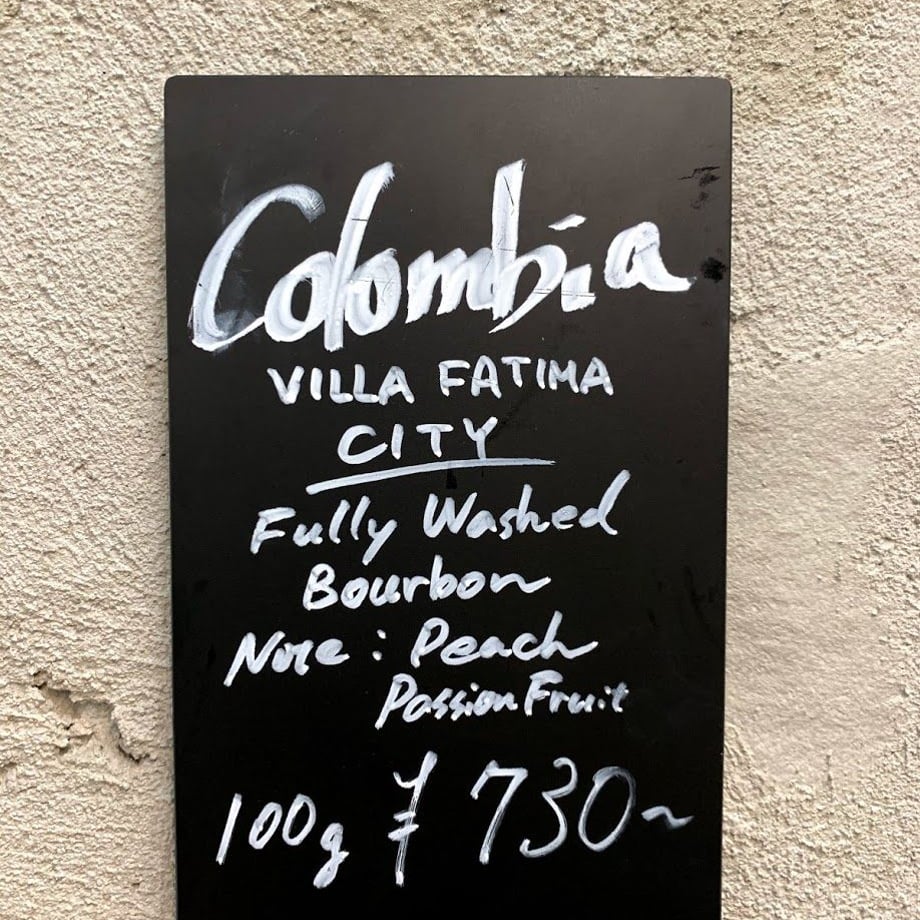 Colombia
VILLA FATIMA
CITY
Fully Washed
Bourbon
Note : Peach
Passion Fruit
100g ¥ 730~